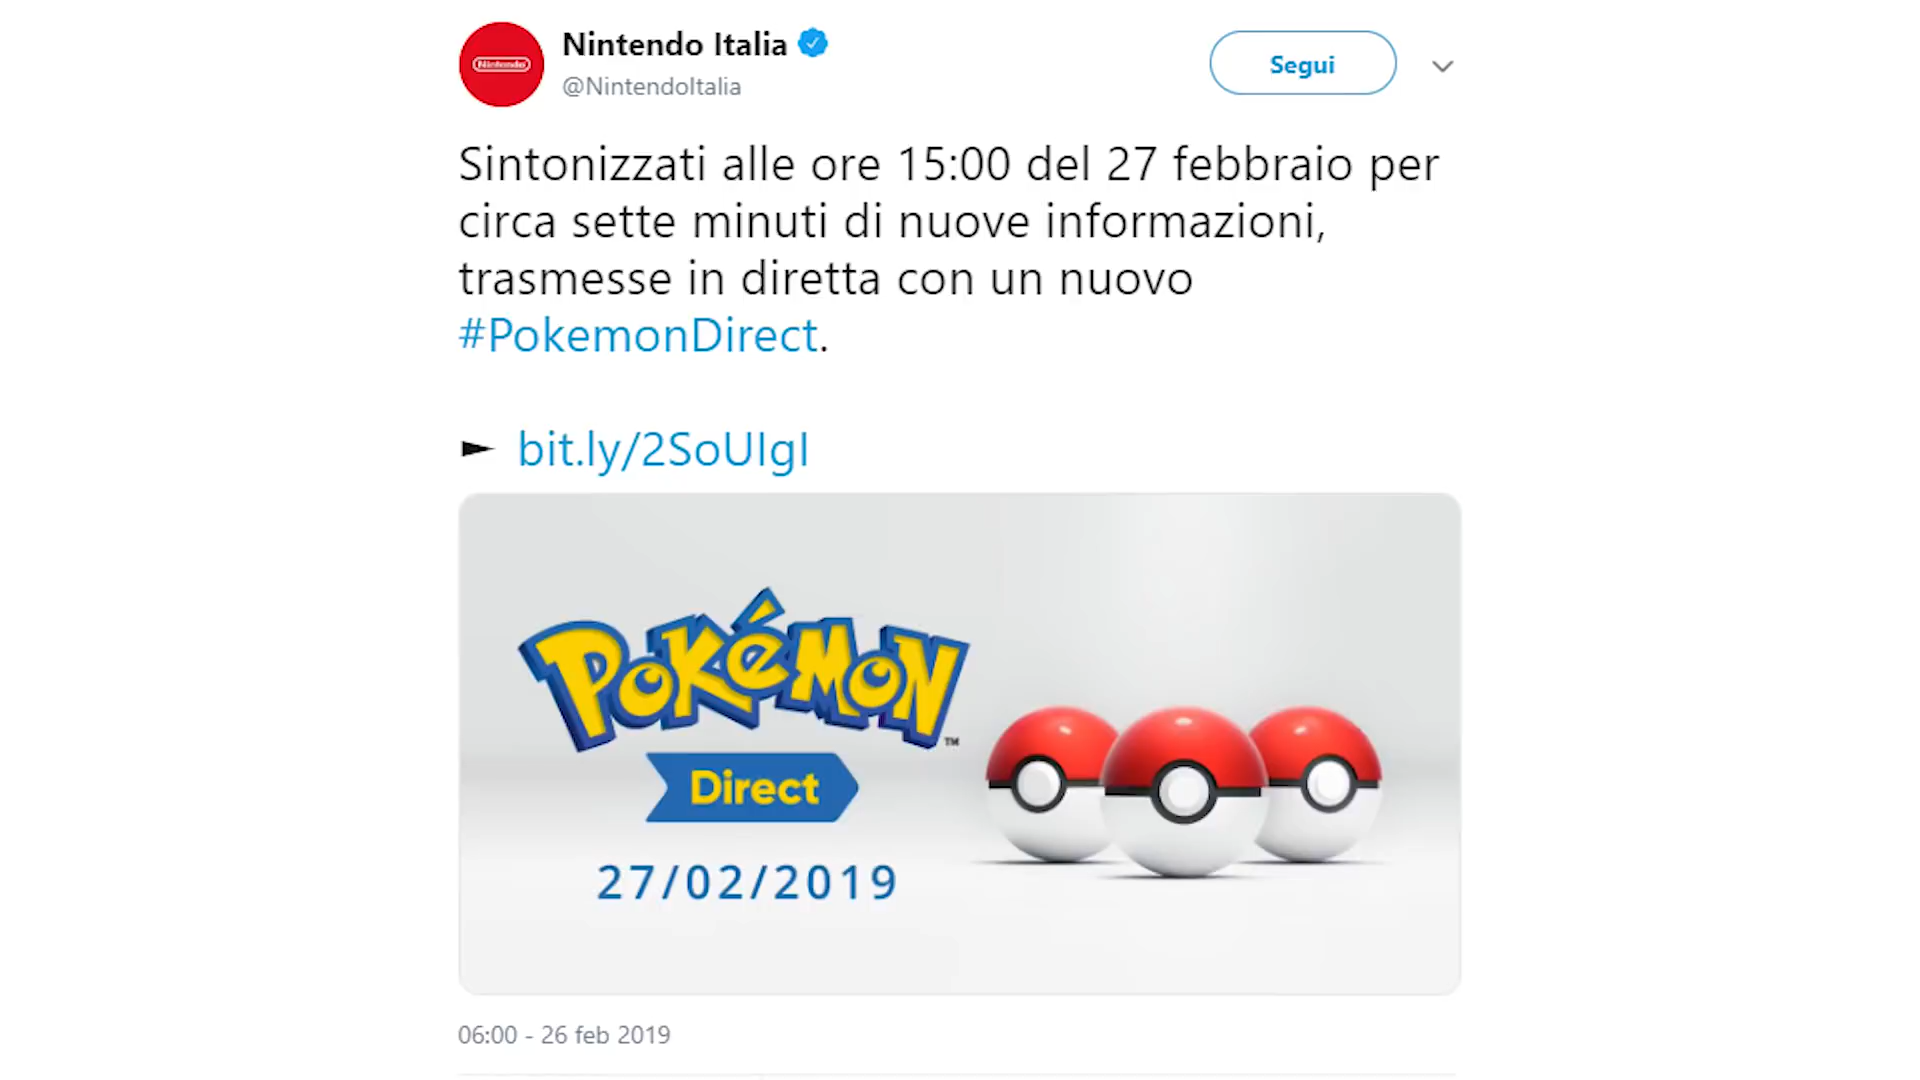 Nintendo
Nintendo Italia
@NintendoItalia
Segui
Sintonizzati alle ore 15:00 del 27 febbraio per
circa sette minuti di nuove informazioni,
trasmesse in diretta con un nuovo
#PokemonDirect.
► bit.ly/2SoUIgI
POKéMON
™
Direct
27/02/2019
06:00 - 26 feb 2019